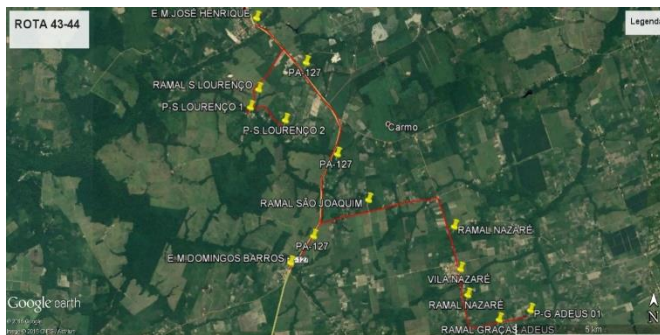 ROTA 43-44
E M JOSÉ HENRIQUE
Legenda
PA-127
RAMAL S LOURENÇO
P-S LOURENÇO 1
P-S LOURENÇO 2
Carmo
PA-127
RAMAL SÃO JOAQUIM
RAMAL NAZARÉ
PA-127
E M DOMINGOS BARROS
VILA NAZARÉ
RAMAL NAZARÉ
P-G ADEUS 01
RAMAL GRAÇAS ADEUS
Google earth
N
5 km